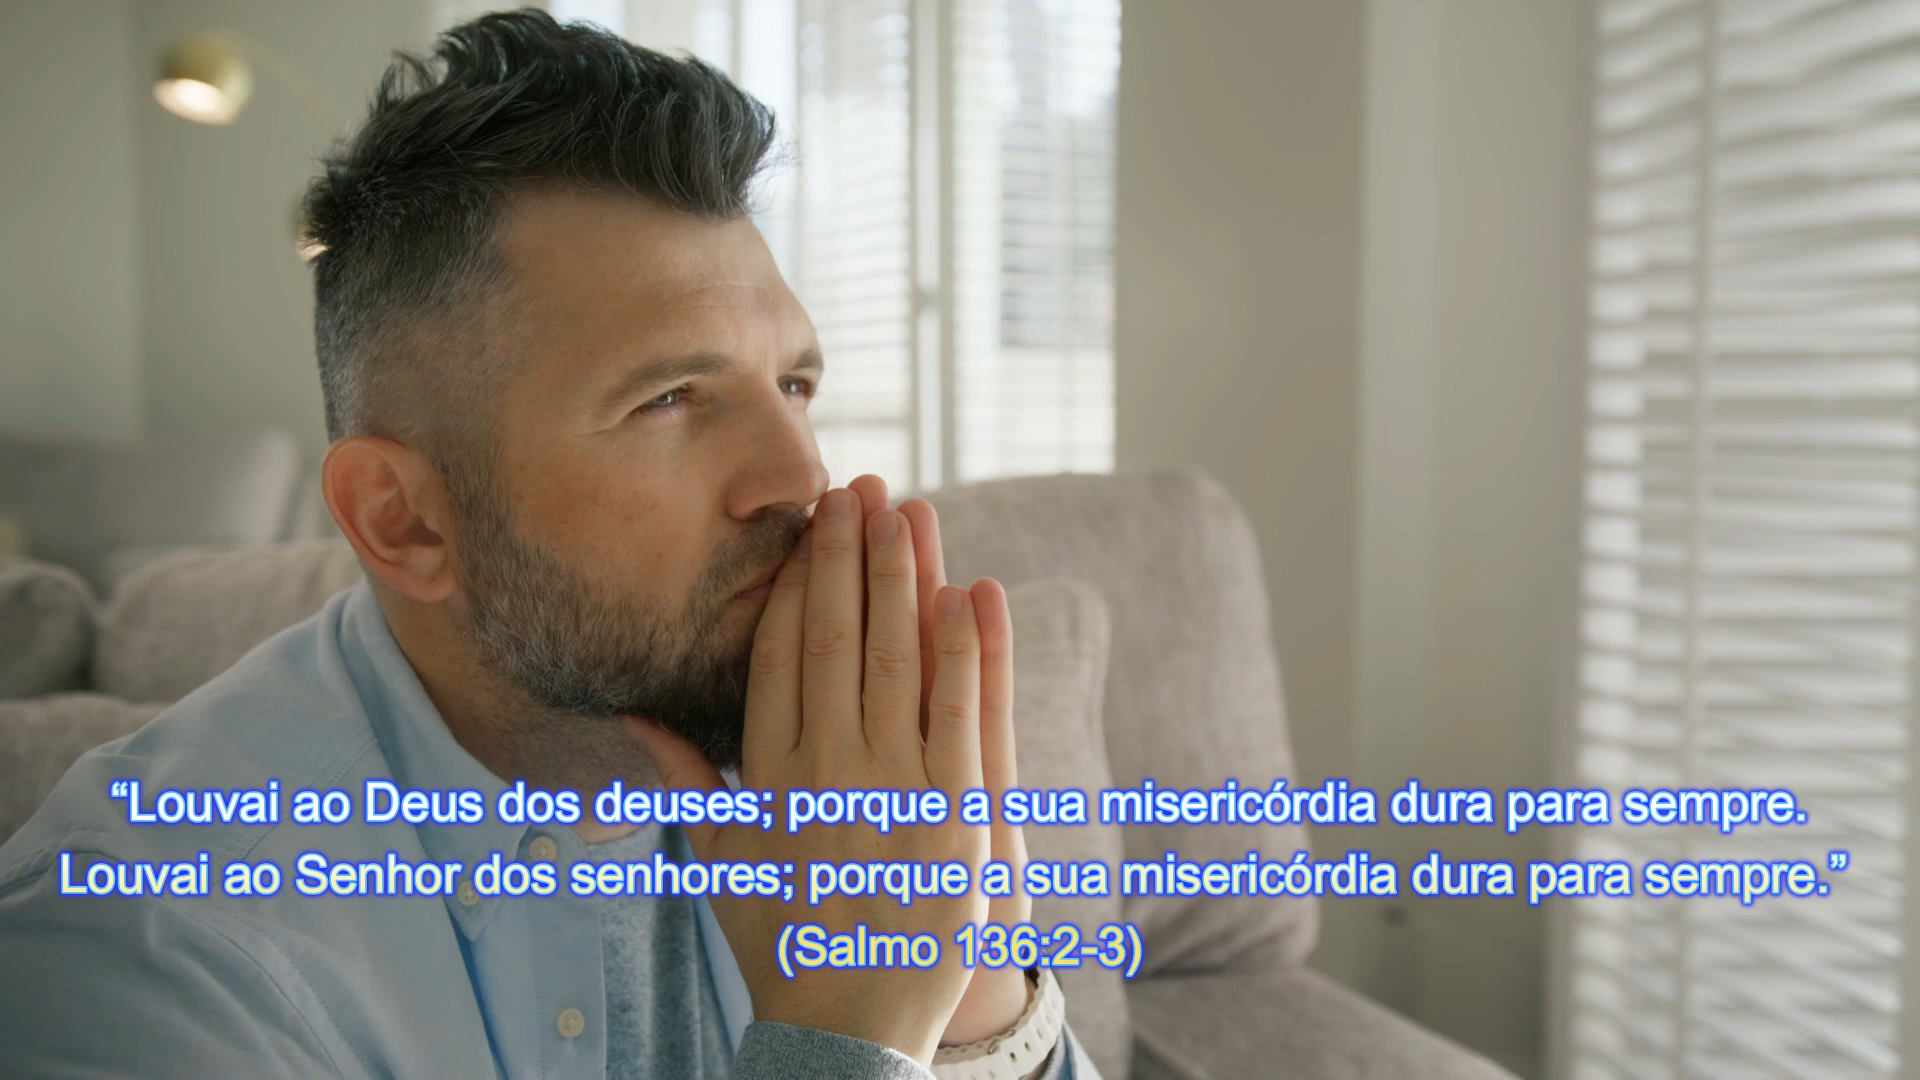 “Louvai ao Deus dos deuses; porque a sua misericórdia dura para sempre.
Louvai ao Senhor dos senhores; porque a sua misericórdia dura para sempre.”
(Salmo 136:2-3)